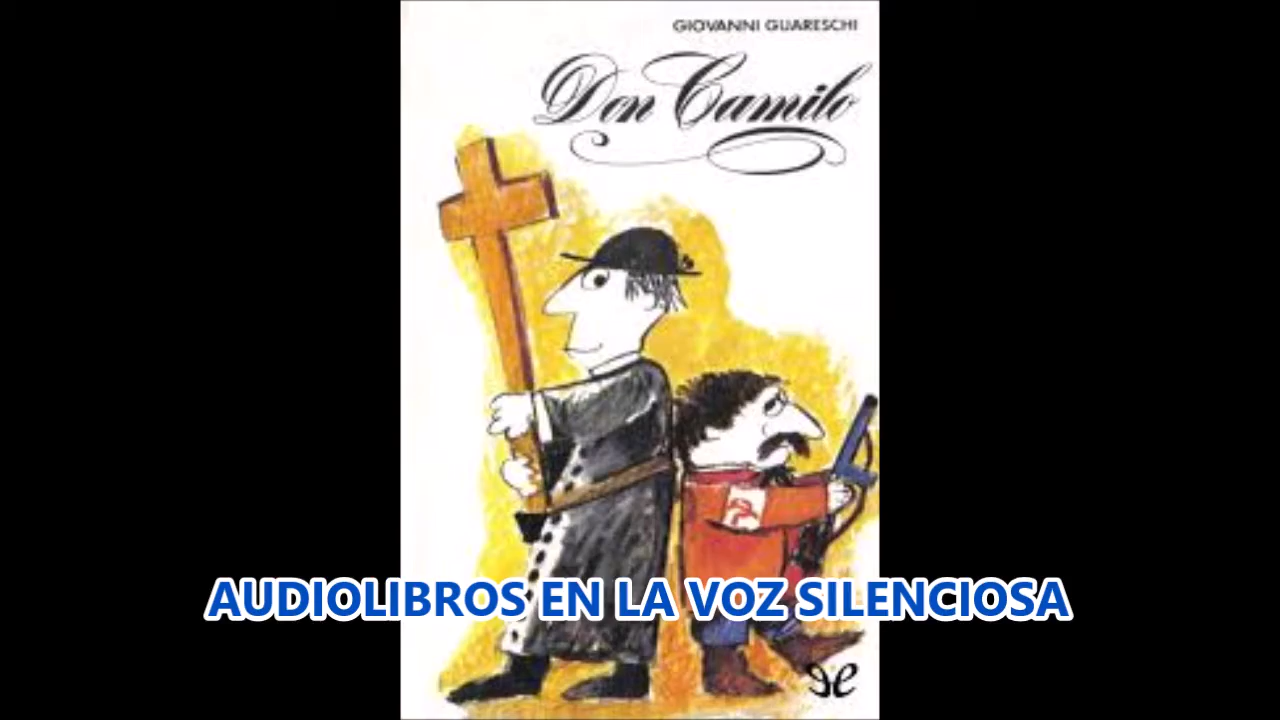 GIOVANNI GUARESCHI
Don Camilo
AUDIOLIBROS EN LA VOZ SILENCIOSA